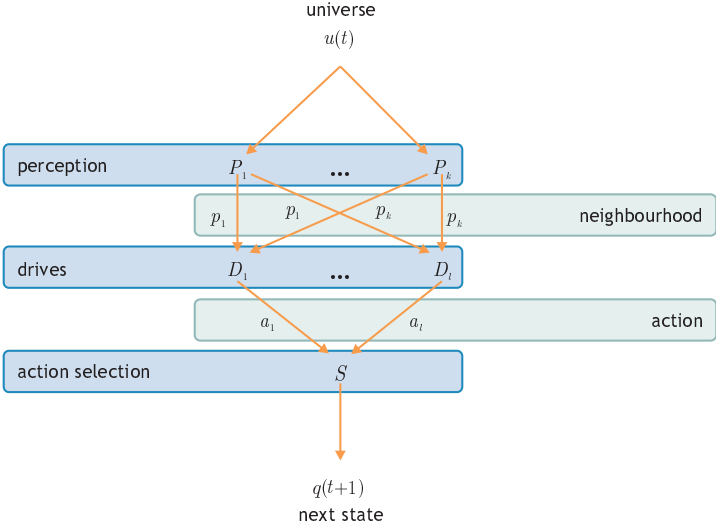 universe
u(t)
perception P₁ ... Pₖ
p₁ p₁ pₖ pₖ neighbourhood
drives D₁ ... Dₗ
a₁ aₗ action
action selection S
q(t+1)
next state